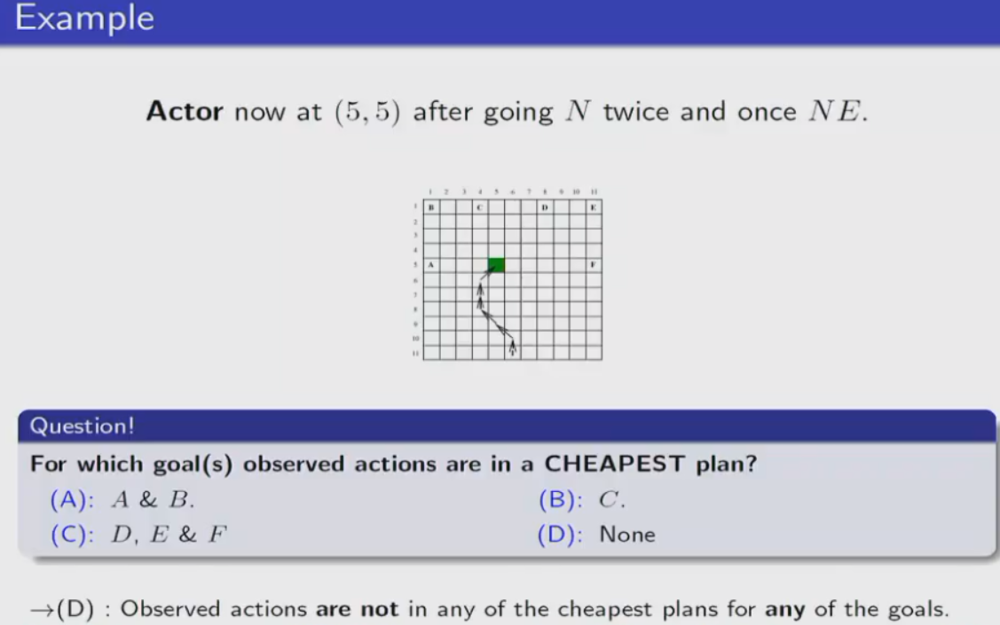 Example
Actor now at (5, 5) after going N twice and once NE.
1 2 3 4 5 6 7 8 9 10 11
1 B C D E
2
3
4
5 A F
6
7
8
9
10
11
Question!
For which goal(s) observed actions are in a CHEAPEST plan?
(A): A & B. (B): C.
(C): D, E & F (D): None
→(D) : Observed actions are not in any of the cheapest plans for any of the goals.